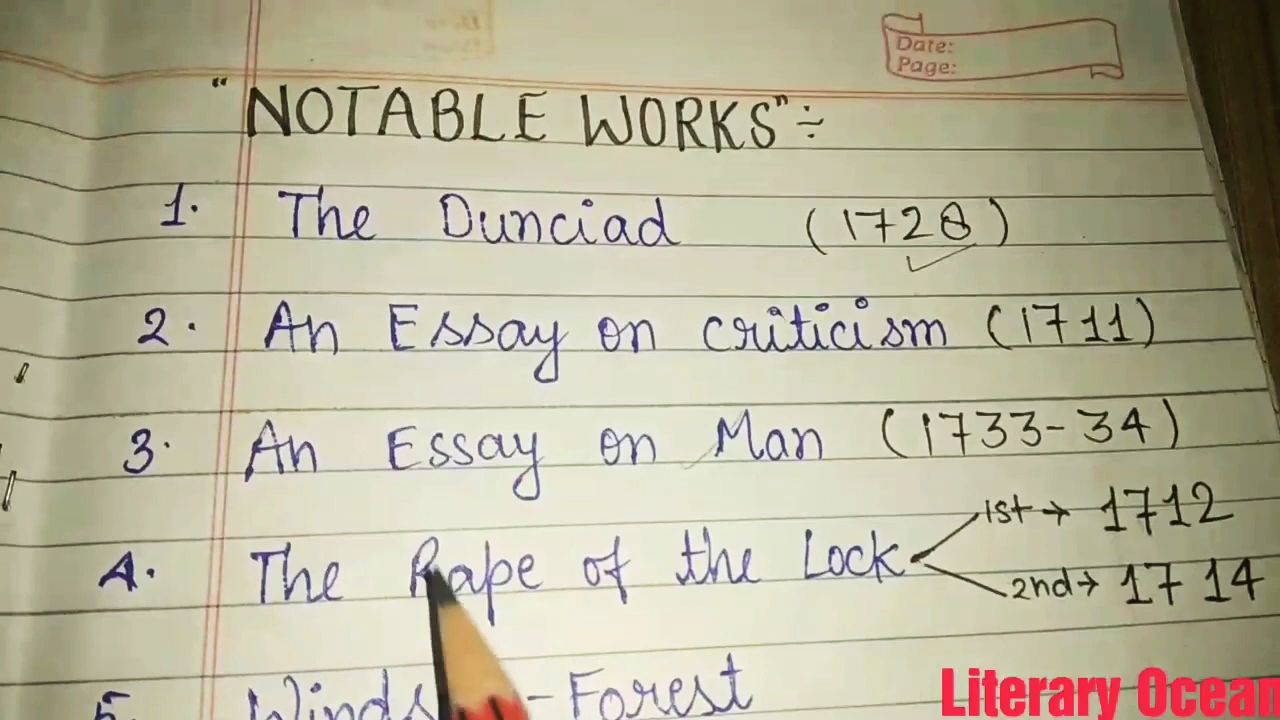 Date:
Page:
"NOTABLE WORKS" ÷
1. The Dunciad (1728)
2. An Essay on criticism (1711)
3. An Essay on Man (1733-34)
1st → 1712
4. The Rape of the Lock
2nd → 1714
5. - Forest
Literary Ocean